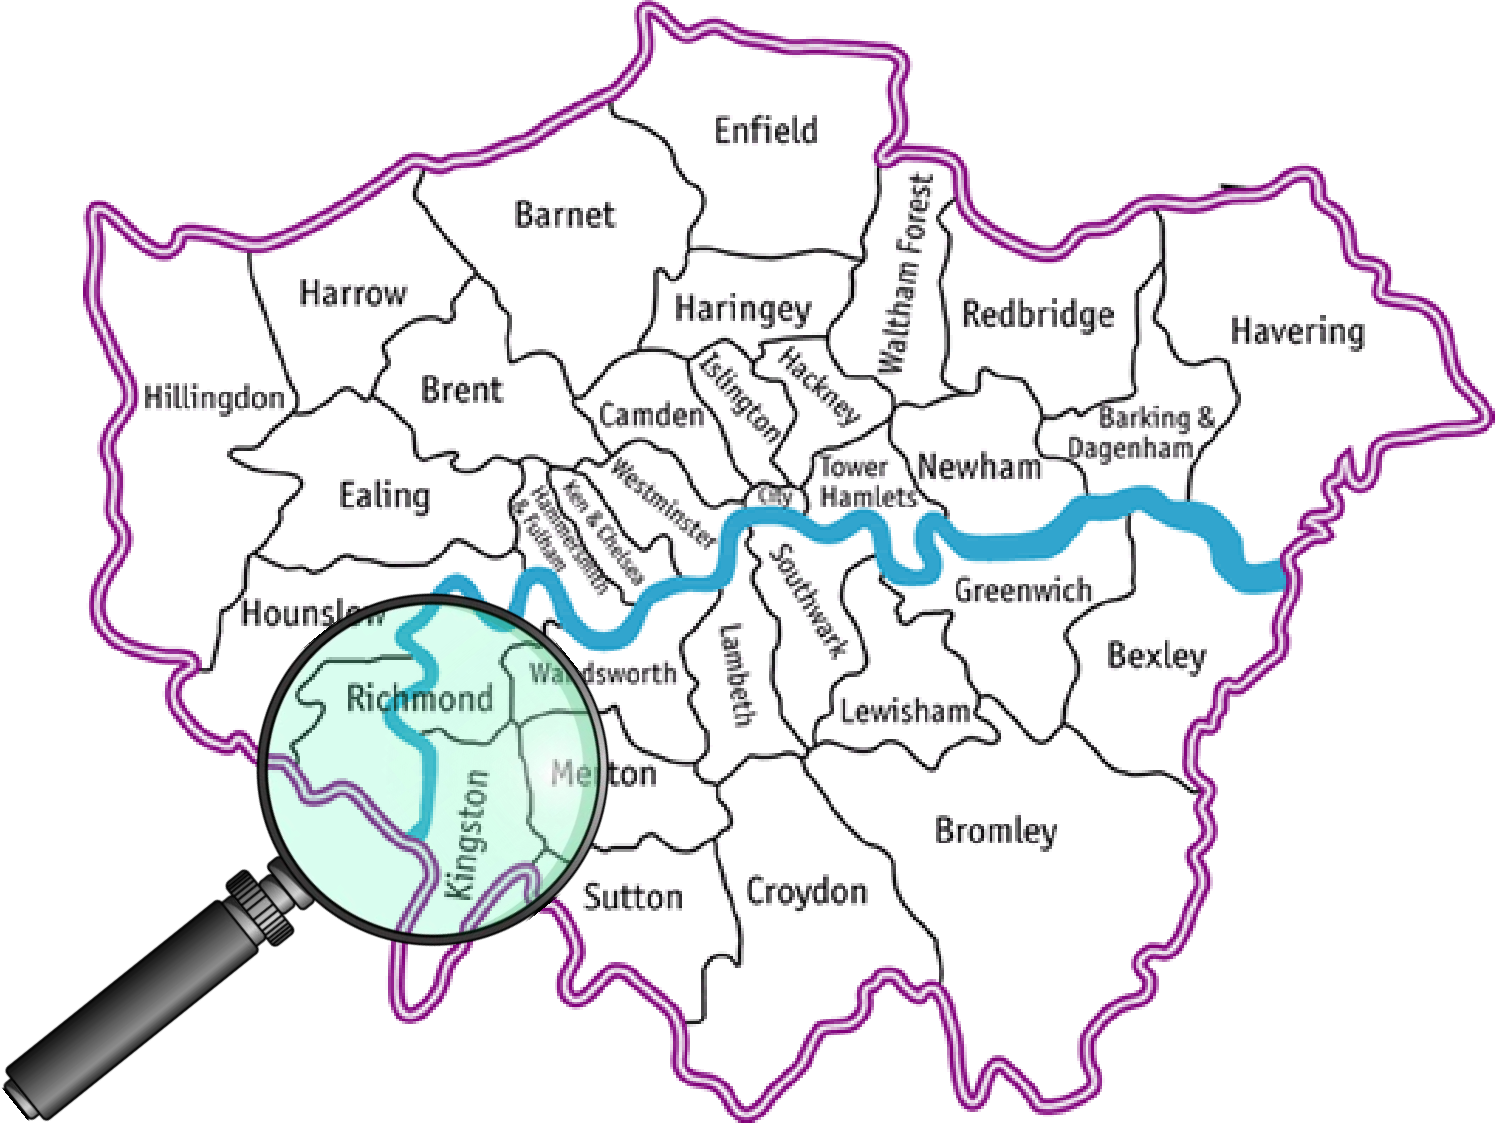 Enfield
Barnet
Waltham Forest
Harrow
Haringey
Redbridge
Havering
Hillingdon
Brent
Camden
Islington
Hackney
Barking &
Dagenham
Ealing
Westminster
City
Tower
Hamlets
Newham
Ken & Chelsea
Hammersmith
& Fulham
Hounslow
Southwark
Greenwich
Bexley
Richmond
Wandsworth
Lambeth
Lewisham
Merton
Kingston
Bromley
Sutton
Croydon